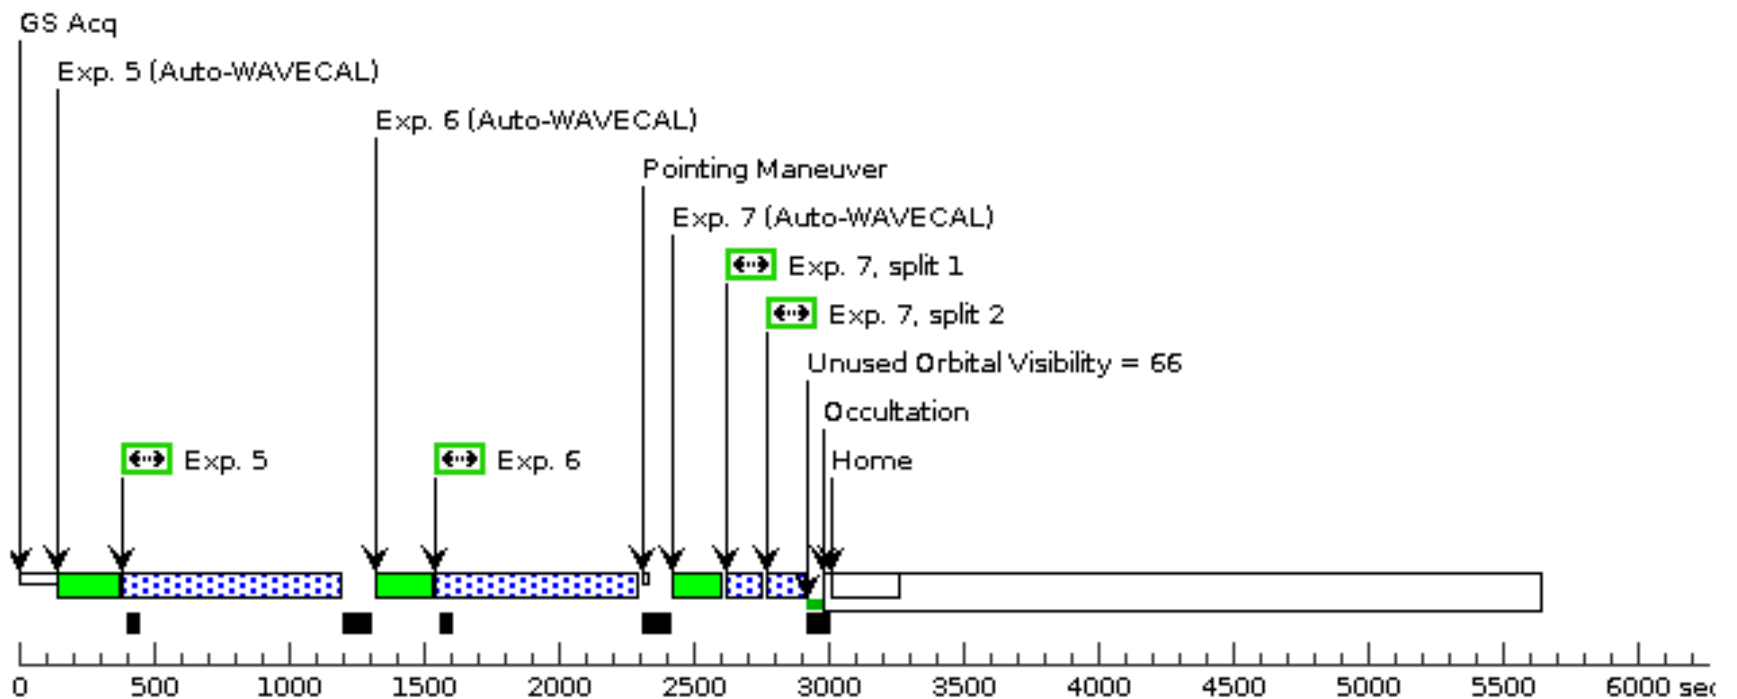 GS Acq
Exp. 5 (Auto-WAVECAL)
Exp. 6 (Auto-WAVECAL)
Pointing Maneuver
Exp. 7 (Auto-WAVECAL)
Exp. 7, split 1
Exp. 7, split 2
Unused Orbital Visibility = 66
Occultation
Exp. 5 Exp. 6 Home
0 500 1000 1500 2000 2500 3000 3500 4000 4500 5000 5500 6000 sec